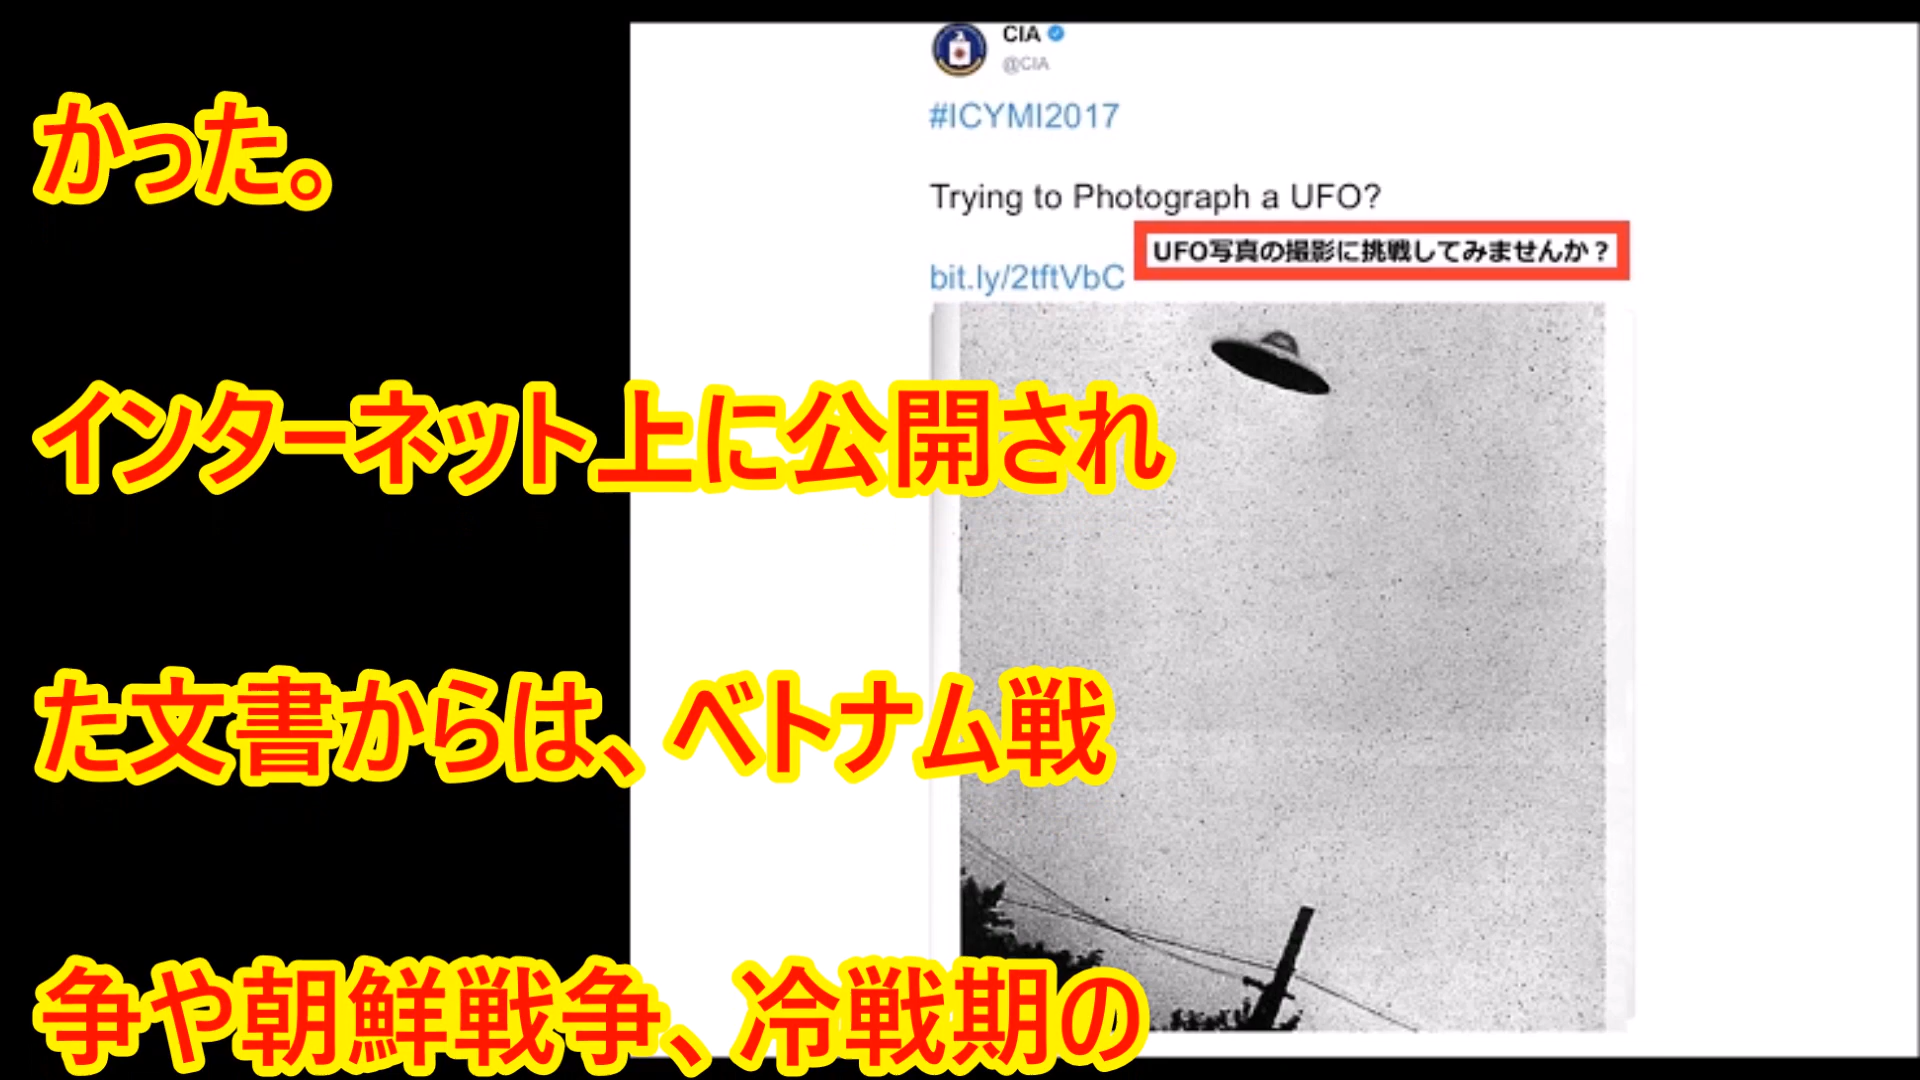 かった。
インターネット上に公開され
た文書からは、ベトナム戦
争や朝鮮戦争、冷戦期の
CIA
@CIA
#ICYMI2017
Trying to Photograph a UFO?
UFO写真の撮影に挑戦してみませんか？
bit.ly/2tftVbC